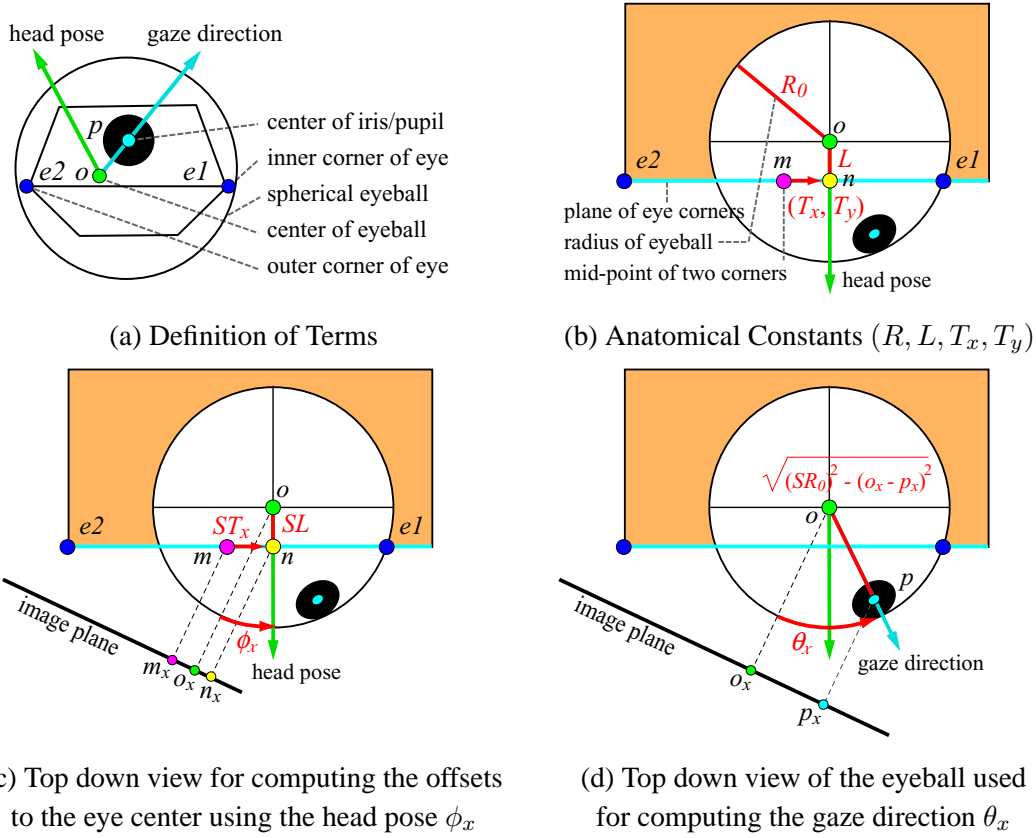 head pose
gaze direction
p
e2
o
e1
center of iris/pupil
inner corner of eye
spherical eyeball
center of eyeball
outer corner of eye
(a) Definition of Terms
R0
o
e2
m
L
n
e1
(Tx, Ty)
plane of eye corners
radius of eyeball
mid-point of two corners
head pose
(b) Anatomical Constants (R, L, Tx, Ty)
o
e2
STx
SL
e1
m
n
image plane
ϕx
head pose
mx
ox
nx
c) Top down view for computing the offsets
to the eye center using the head pose ϕx
√(SR0)² - (ox - px)²
o
p
θx
image plane
gaze direction
ox
px
(d) Top down view of the eyeball used
for computing the gaze direction θx